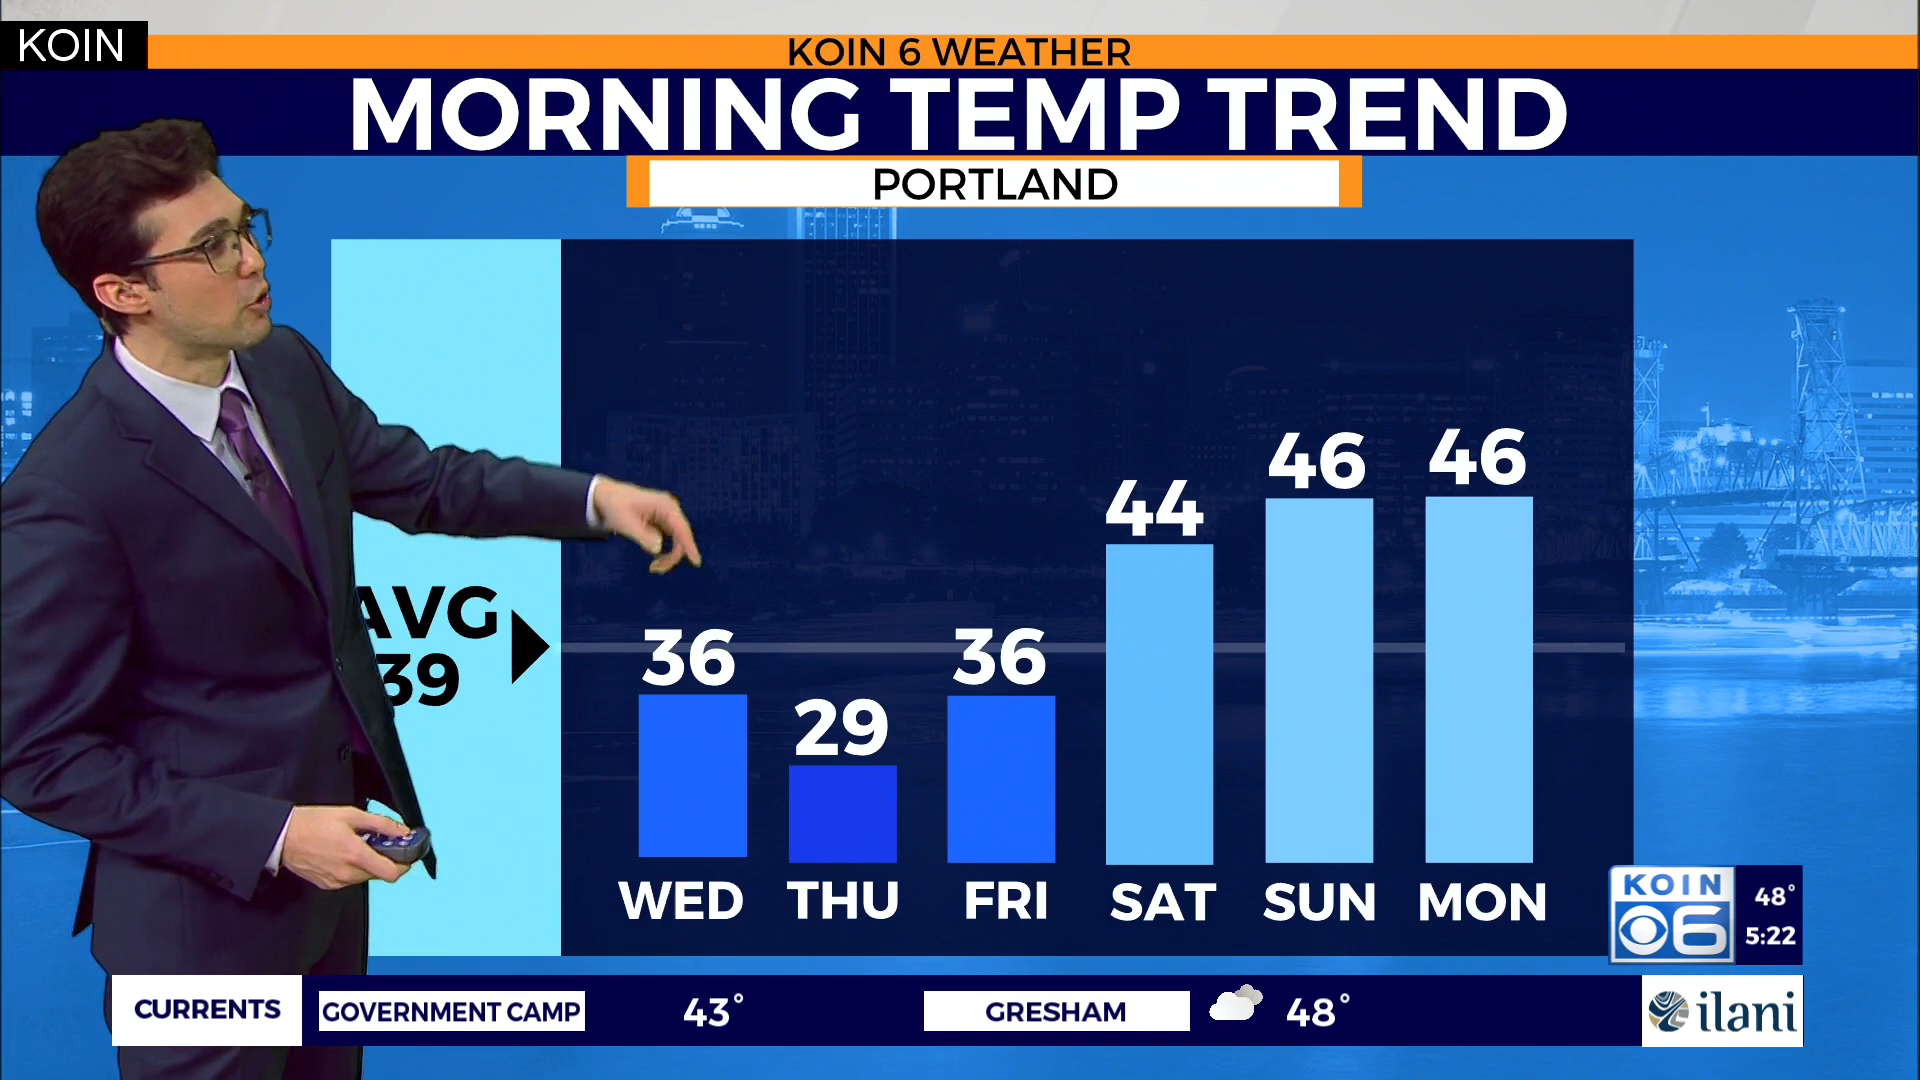 KOIN
KOIN 6 WEATHER
MORNING TEMP TREND
PORTLAND
AVG
39
36
29
36
44
46
46
WED
THU
FRI
SAT
SUN
MON
KOIN
6
48°
5:22
CURRENTS
GOVERNMENT CAMP
43°
GRESHAM
48°
ilani